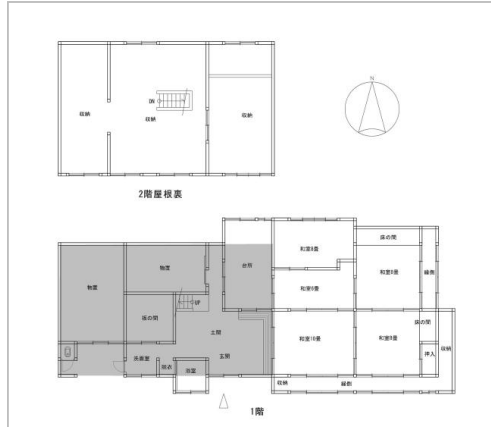 N
DN
収納
収納
収納
2階屋根裏
床の間
和室8畳
物置
物置
台所
和室8畳
縁側
和室6畳
UP
板の間
土間
床の間
和室10畳
和室8畳
収納
玄関
押入
洗面室
脱衣
浴室
収納
縁側
1階